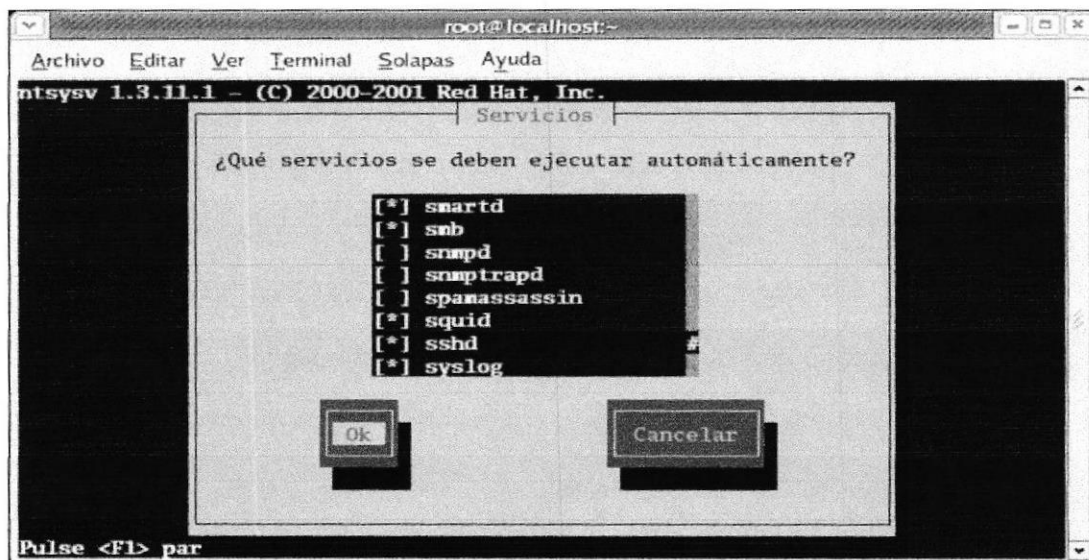 root@localhost:~
Archivo Editar Ver Terminal Solapas Ayuda
ntsysv 1.3.11.1 - (C) 2000-2001 Red Hat, Inc.
Servicios
¿Qué servicios se deben ejecutar automáticamente?
[*] smartd
[*] smb
[ ] snmpd
[ ] snmptrapd
[ ] spamassassin
[*] squid
[*] sshd #
[*] syslog
Ok Cancelar
Pulse <F1> par